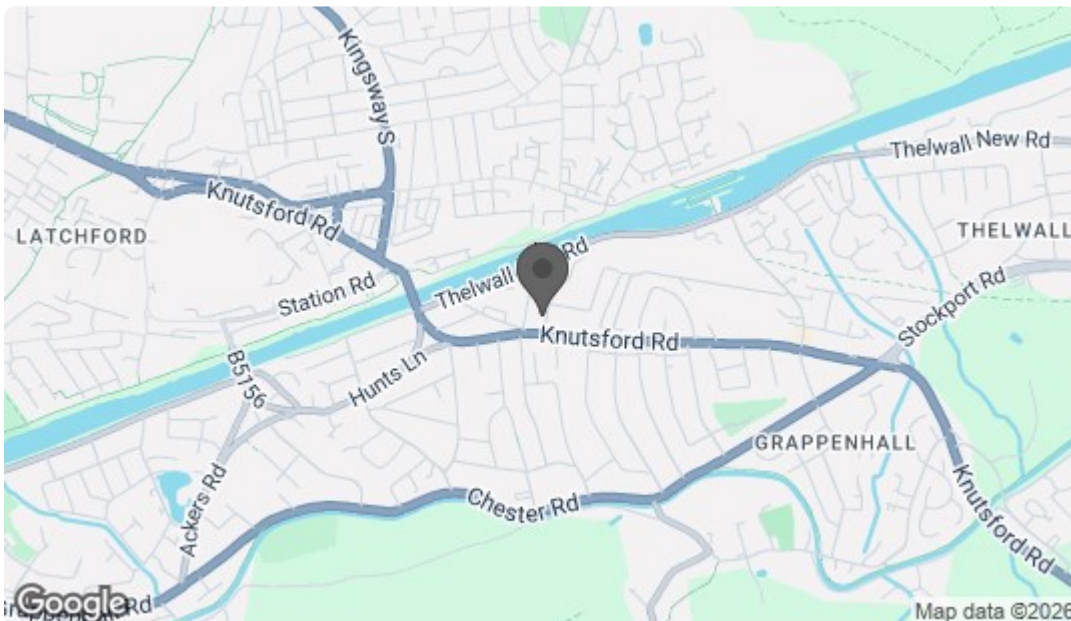 Kingsway S
Thelwall New Rd
Knutsford Rd
LATCHFORD
THELWALL
Thelwall
Rd
Station Rd
Stockport Rd
Knutsford Rd
Hunts Ln
B5156
GRAPPENHALL
Ackers Rd
Chester Rd
Knutsford Rd
Rd
Google
Map data ©2026